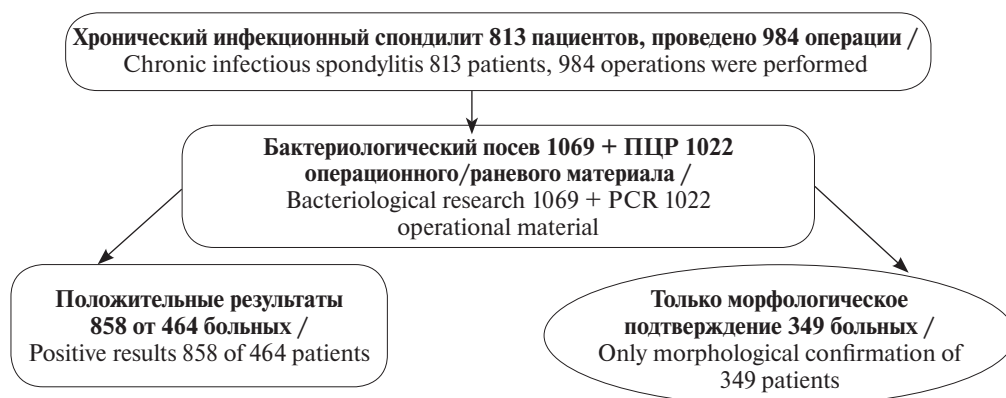 Хронический инфекционный спондилит 813 пациентов, проведено 984 операции /
Chronic infectious spondylitis 813 patients, 984 operations were performed
Бактериологический посев 1069 + ПЦР 1022
операционного/раневого материала /
Bacteriological research 1069 + PCR 1022
operational material
Положительные результаты
858 от 464 больных /
Positive results 858 of 464 patients
Только морфологическое
подтверждение 349 больных /
Only morphological confirmation of
349 patients